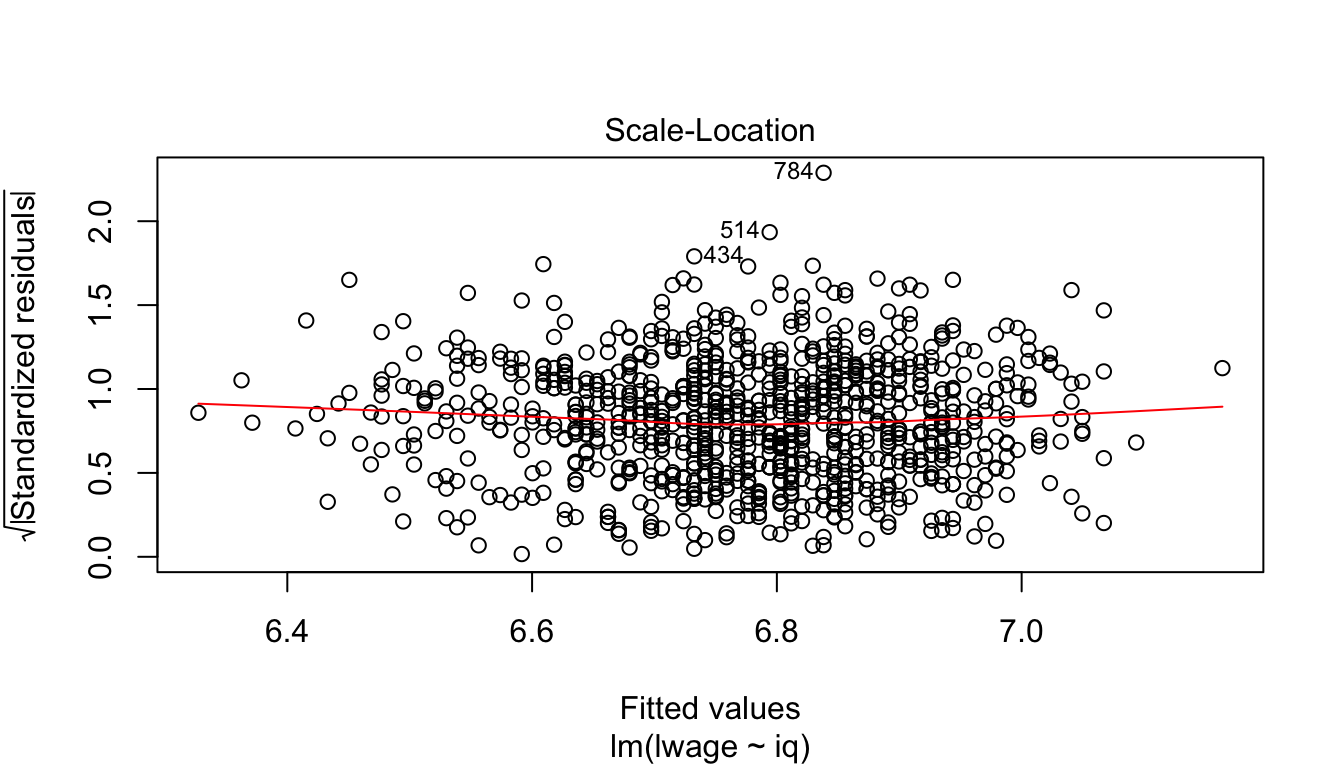 Scale-Location
√|Standardized residuals|
2.0
1.5
1.0
0.5
0.0
784
514
434
6.4 6.6 6.8 7.0
Fitted values
lm(lwage ~ iq)